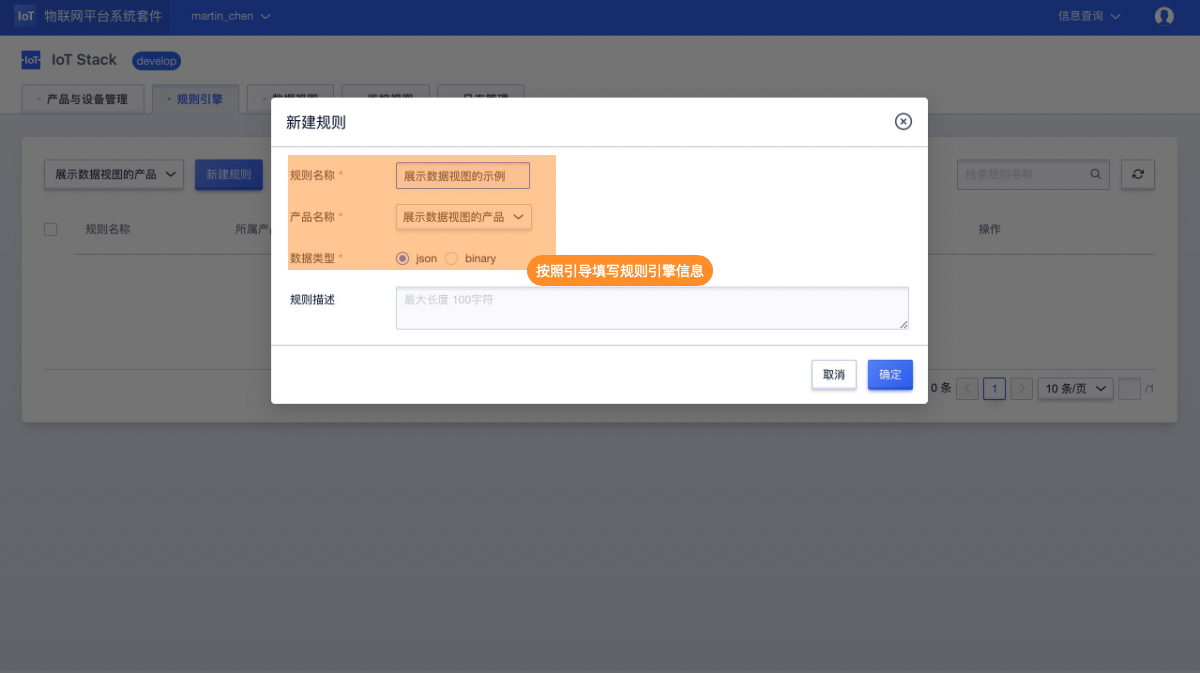 IoT 物联网平台系统套件 martin_chen 信息查询
IoT IoT Stack develop
产品与设备管理 规则引擎 数据视图 监控视图 日志管理
新建规则
展示数据视图的产品 新建规则 检索规则名称
规则名称 * 展示数据视图的示例
产品名称 * 展示数据视图的产品
规则名称 所属产 操作
数据类型 * json binary
按照引导填写规则引擎信息
规则描述 最大长度 100字符
取消 确定
0 条 1 10 条/页 /1